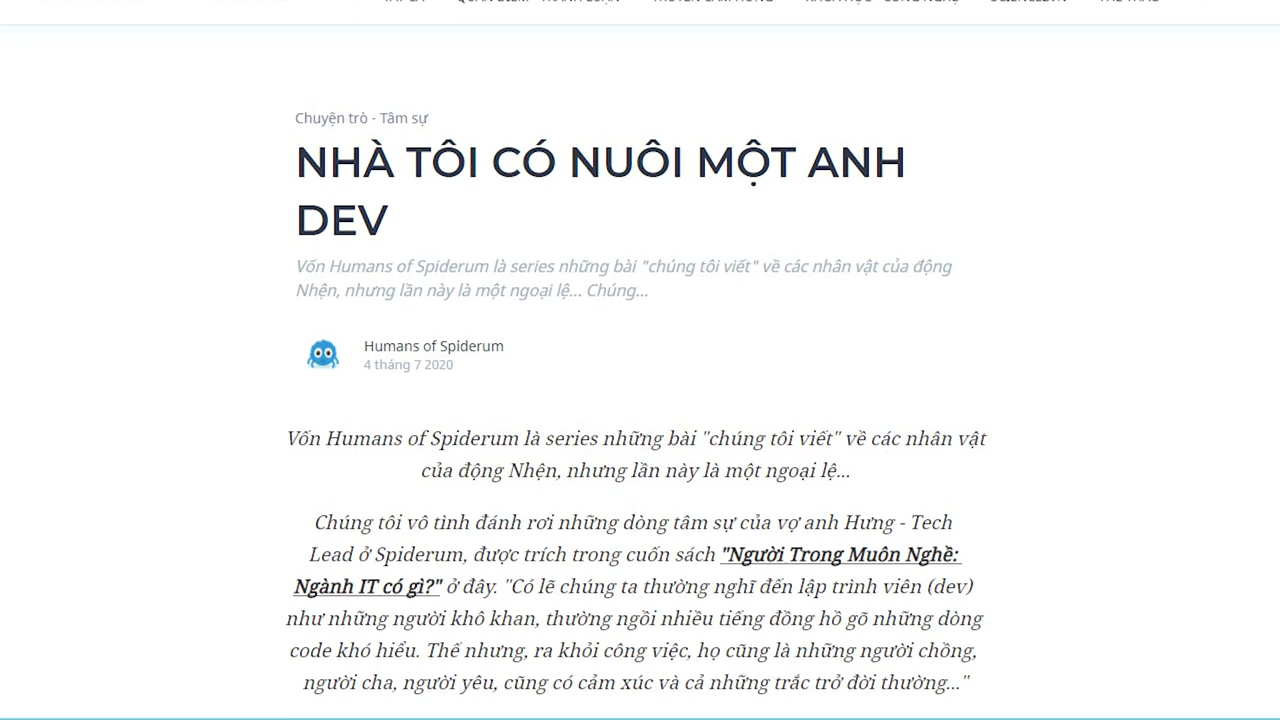 Chuyện trò - Tâm sự
NHÀ TÔI CÓ NUÔI MỘT ANH
DEV
Vốn Humans of Spiderum là series những bài "chúng tôi viết" về các nhân vật của động
Nhện, nhưng lần này là một ngoại lệ... Chúng...
Humans of Spiderum
4 tháng 7 2020
Vốn Humans of Spiderum là series những bài "chúng tôi viết" về các nhân vật
của động Nhện, nhưng lần này là một ngoại lệ...
Chúng tôi vô tình đánh rơi những dòng tâm sự của vợ anh Hưng - Tech
Lead ở Spiderum, được trích trong cuốn sách "Người Trong Muôn Nghề:
Ngành IT có gì?" ở đây. "Có lẽ chúng ta thường nghĩ đến lập trình viên (dev)
như những người khô khan, thường ngồi nhiều tiếng đồng hồ gõ những dòng
code khó hiểu. Thế nhưng, ra khỏi công việc, họ cũng là những người chồng,
người cha, người yêu, cũng có cảm xúc và cả những trắc trở đời thường..."